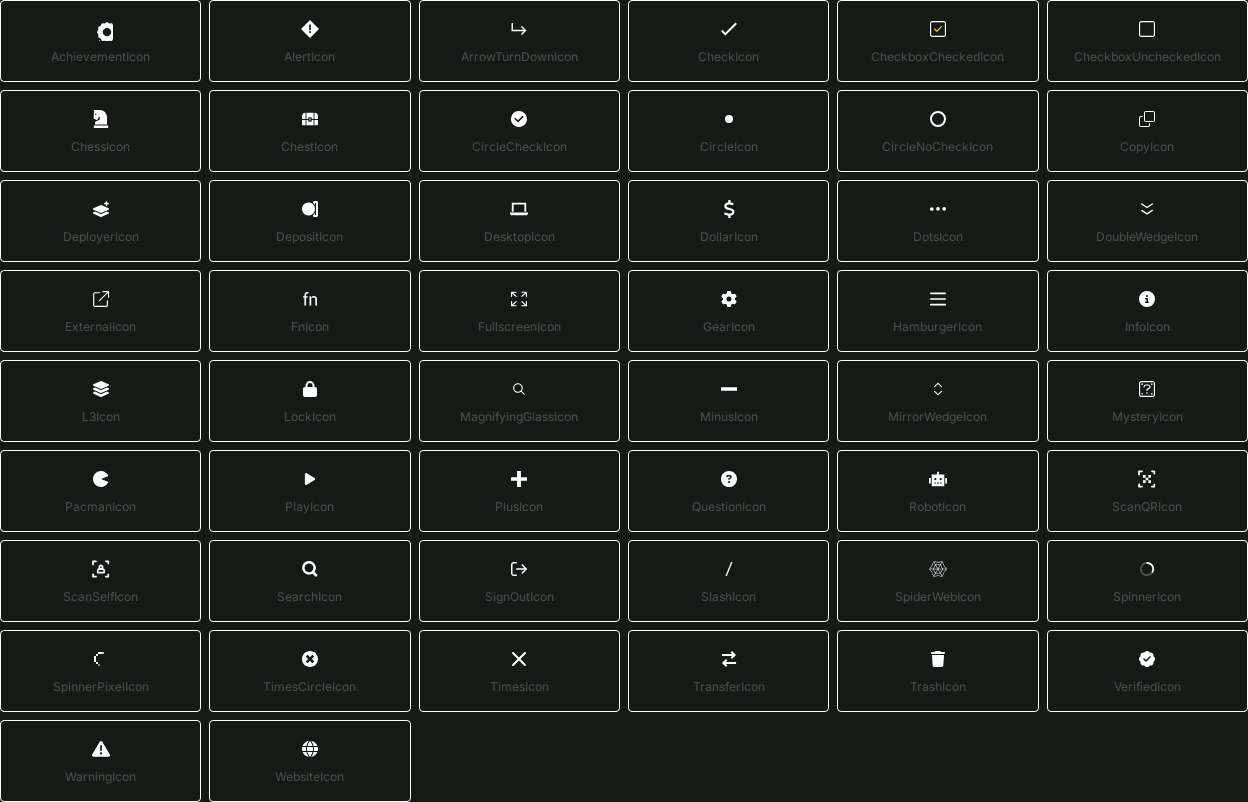 AchievementIcon
AlertIcon
ArrowTurnDownIcon
CheckIcon
CheckboxCheckedIcon
CheckboxUncheckedIcon
ChessIcon
ChestIcon
CircleCheckIcon
CircleIcon
CircleNoCheckIcon
CopyIcon
DeployerIcon
DepositIcon
DesktopIcon
DollarIcon
DotsIcon
DoubleWedgeIcon
ExternalIcon
fn
FnIcon
FullscreenIcon
GearIcon
HamburgerIcon
InfoIcon
L3Icon
LockIcon
MagnifyingGlassIcon
MinusIcon
MirrorWedgeIcon
MysteryIcon
PacmanIcon
PlayIcon
PlusIcon
QuestionIcon
RobotIcon
ScanQRIcon
ScanSelfIcon
SearchIcon
SignOutIcon
SlashIcon
SpiderWebIcon
SpinnerIcon
SpinnerPixelIcon
TimesCircleIcon
TimesIcon
TransferIcon
TrashIcon
VerifiedIcon
WarningIcon
WebsiteIcon